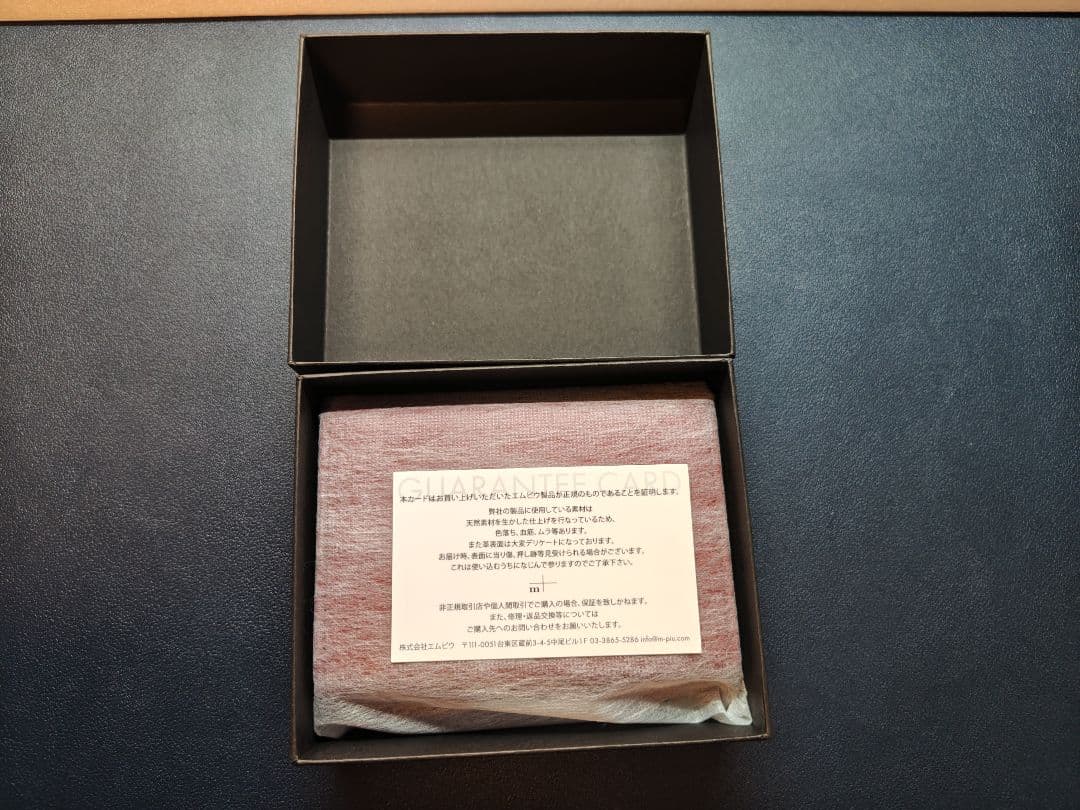 GUARANTEE CARD
本カードはお買い上げいただいたエムピウ製品が正規のものであることを証明します。
弊社の製品に使用している素材は
天然素材を生かした仕上げを行なっているため、
色落ち、血筋、ムラ等あります。
また革表面は大変デリケートになっております。
お届け時、表面に当り傷、押し跡等見受けられる場合がございます。
これは使い込むうちになじんで参りますのでご了承下さい。
m+
非正規取引店や個人間取引でご購入の場合、保証を致しかねます。
また、修理・返品交換等については
ご購入先へのお問い合わせをお願いいたします。
株式会社エムピウ 〒111-0051台東区蔵前3-4-5中尾ビル1F 03-3865-5286 info@m-piu.com